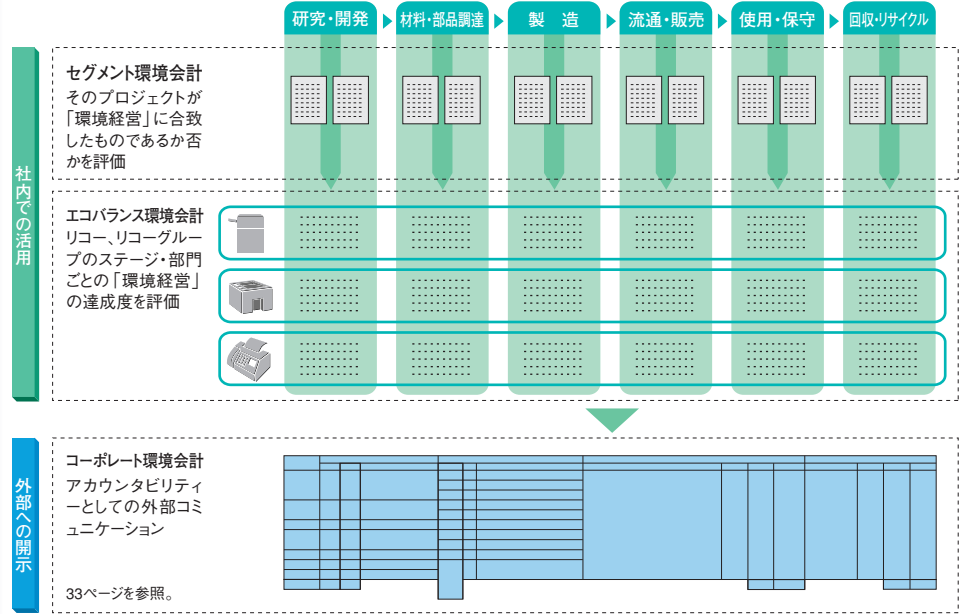 研究・開発
材料・部品調達
製 造
流通・販売
使用・保守
回収・リサイクル
社内での活用
セグメント環境会計
そのプロジェクトが
「環境経営」に合致
したものであるか否
かを評価
エコバランス環境会計
リコー、リコーグルー
プのステージ・部門
ごとの「環境経営」
の達成度を評価
外部への開示
コーポレート環境会計
アカウンタビリティ
ーとしての外部コミ
ュニケーション
33ページを参照。